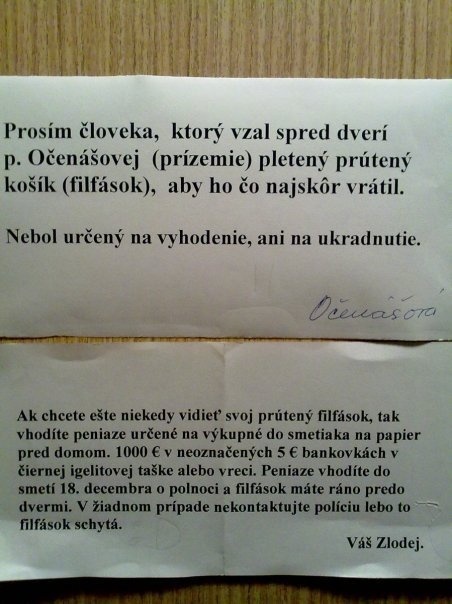 Prosím človeka, ktorý vzal spred dverí
p. Očenášovej (prízemie) pletený prútený
košík (filfások), aby ho čo najskôr vrátil.
Nebol určený na vyhodenie, ani na ukradnutie.
Očenášová
Ak chcete ešte niekedy vidieť svoj prútený filfások, tak
vhodíte peniaze určené na výkupné do smetiaka na papier
pred domom. 1000 € v neoznačených 5 € bankovkách v
čiernej igelitovej taške alebo vreci. Peniaze vhodíte do
smetí 18. decembra o polnoci a filfások máte ráno predo
dvermi. V žiadnom prípade nekontaktujte políciu lebo to
filfások schytá.
Váš Zlodej.